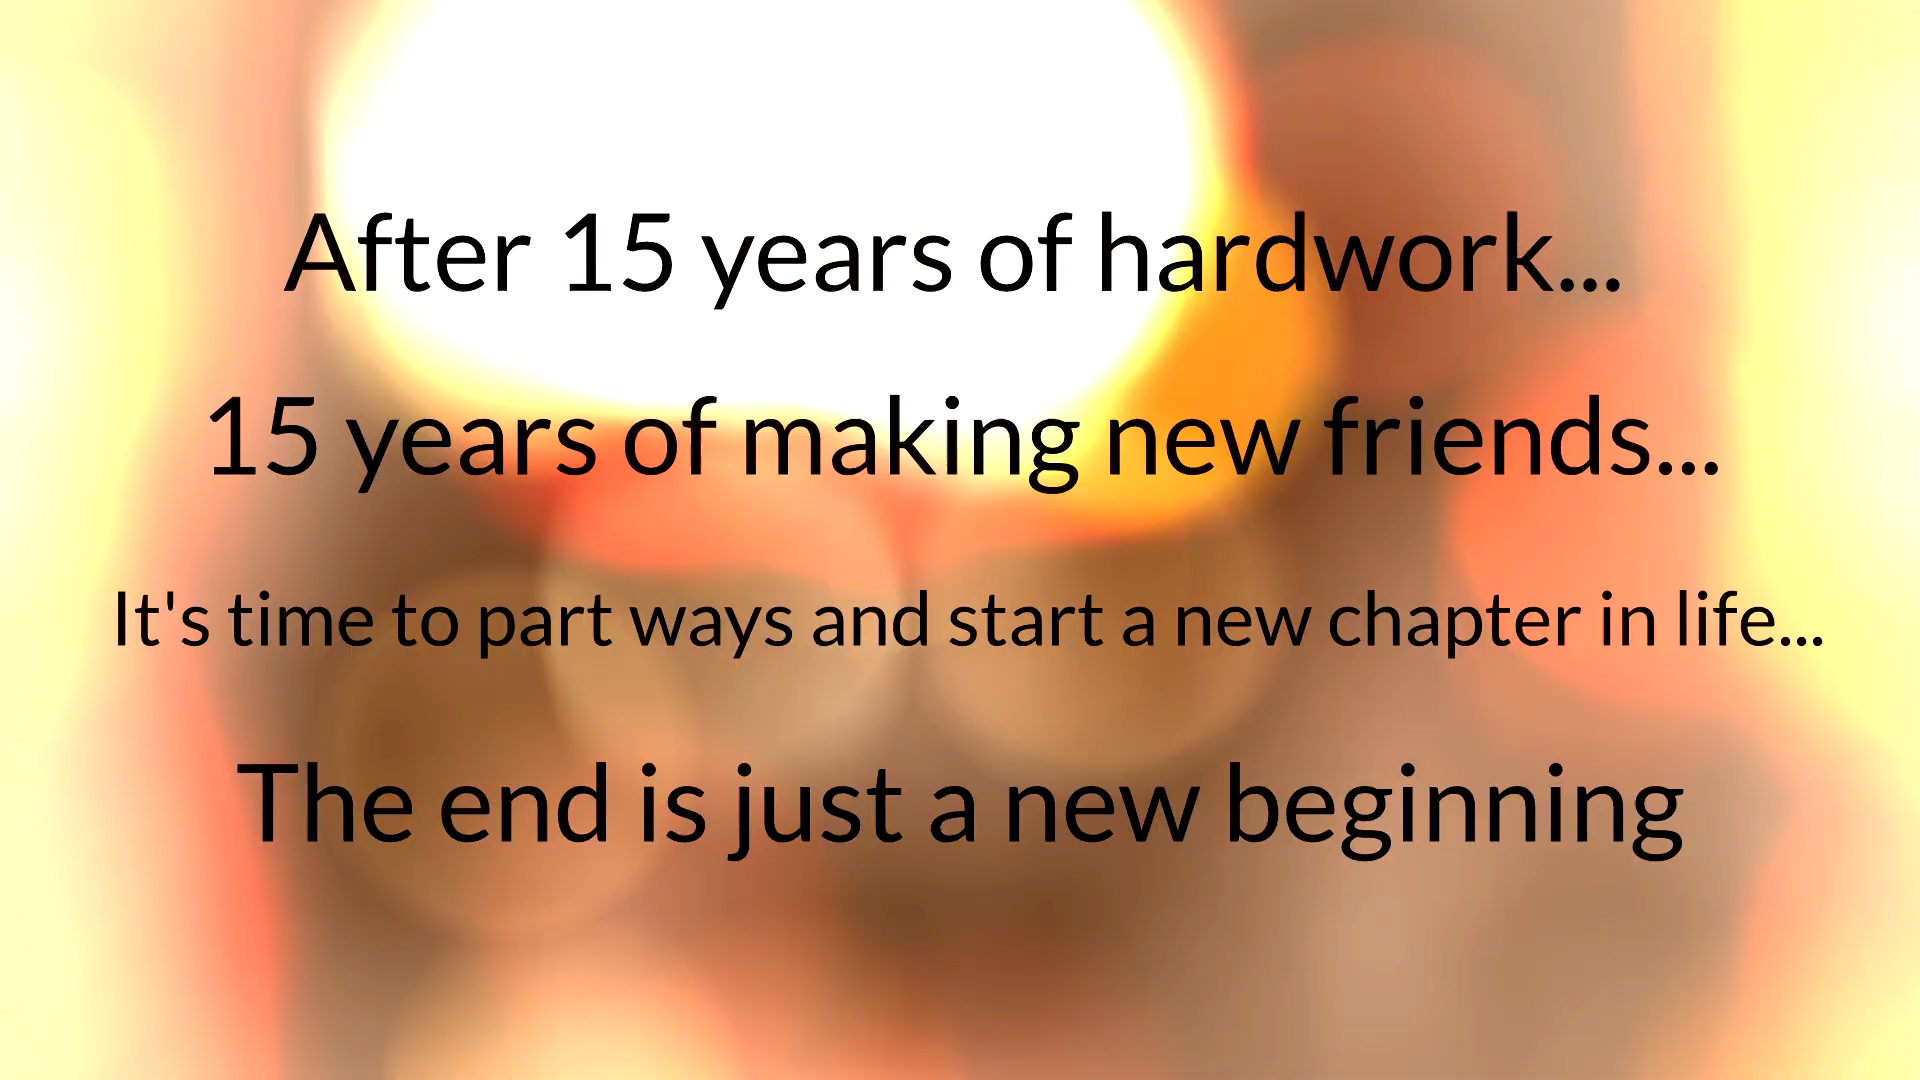 After 15 years of hardwork...
15 years of making new friends...
It's time to part ways and start a new chapter in life...
The end is just a new beginning